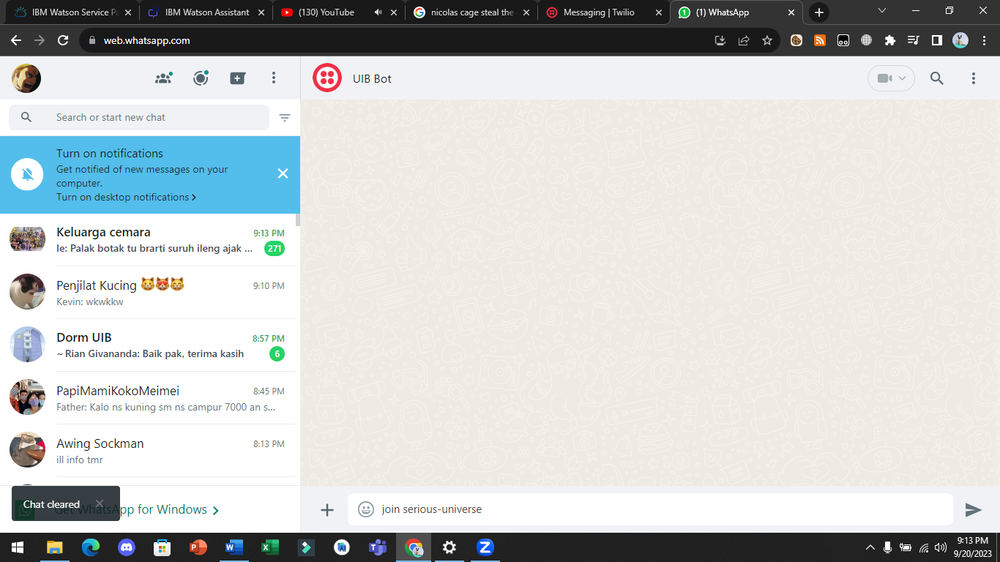 IBM Watson Service Pa
IBM Watson Assistant
(130) YouTube
nicolas cage steal the
Messaging | Twilio
(1) WhatsApp
web.whatsapp.com
UIB Bot
Search or start new chat
Turn on notifications
Get notified of new messages on your
computer.
Turn on desktop notifications
Keluarga cemara
9:13 PM
Ie: Palak botak tu brarti suruh ileng ajak ...
271
Penjilat Kucing 😺😻😸
9:10 PM
Kevin: wkwkkw
Dorm UIB
8:57 PM
~ Rian Givananda: Baik pak, terima kasih
6
PapiMamiKokoMeimei
8:45 PM
Father: Kalo ns kuning sm ns campur 7000 an s...
Awing Sockman
8:13 PM
ill info tmr
Chat cleared
Get WhatsApp for Windows
join serious-universe
9:13 PM
9/20/2023